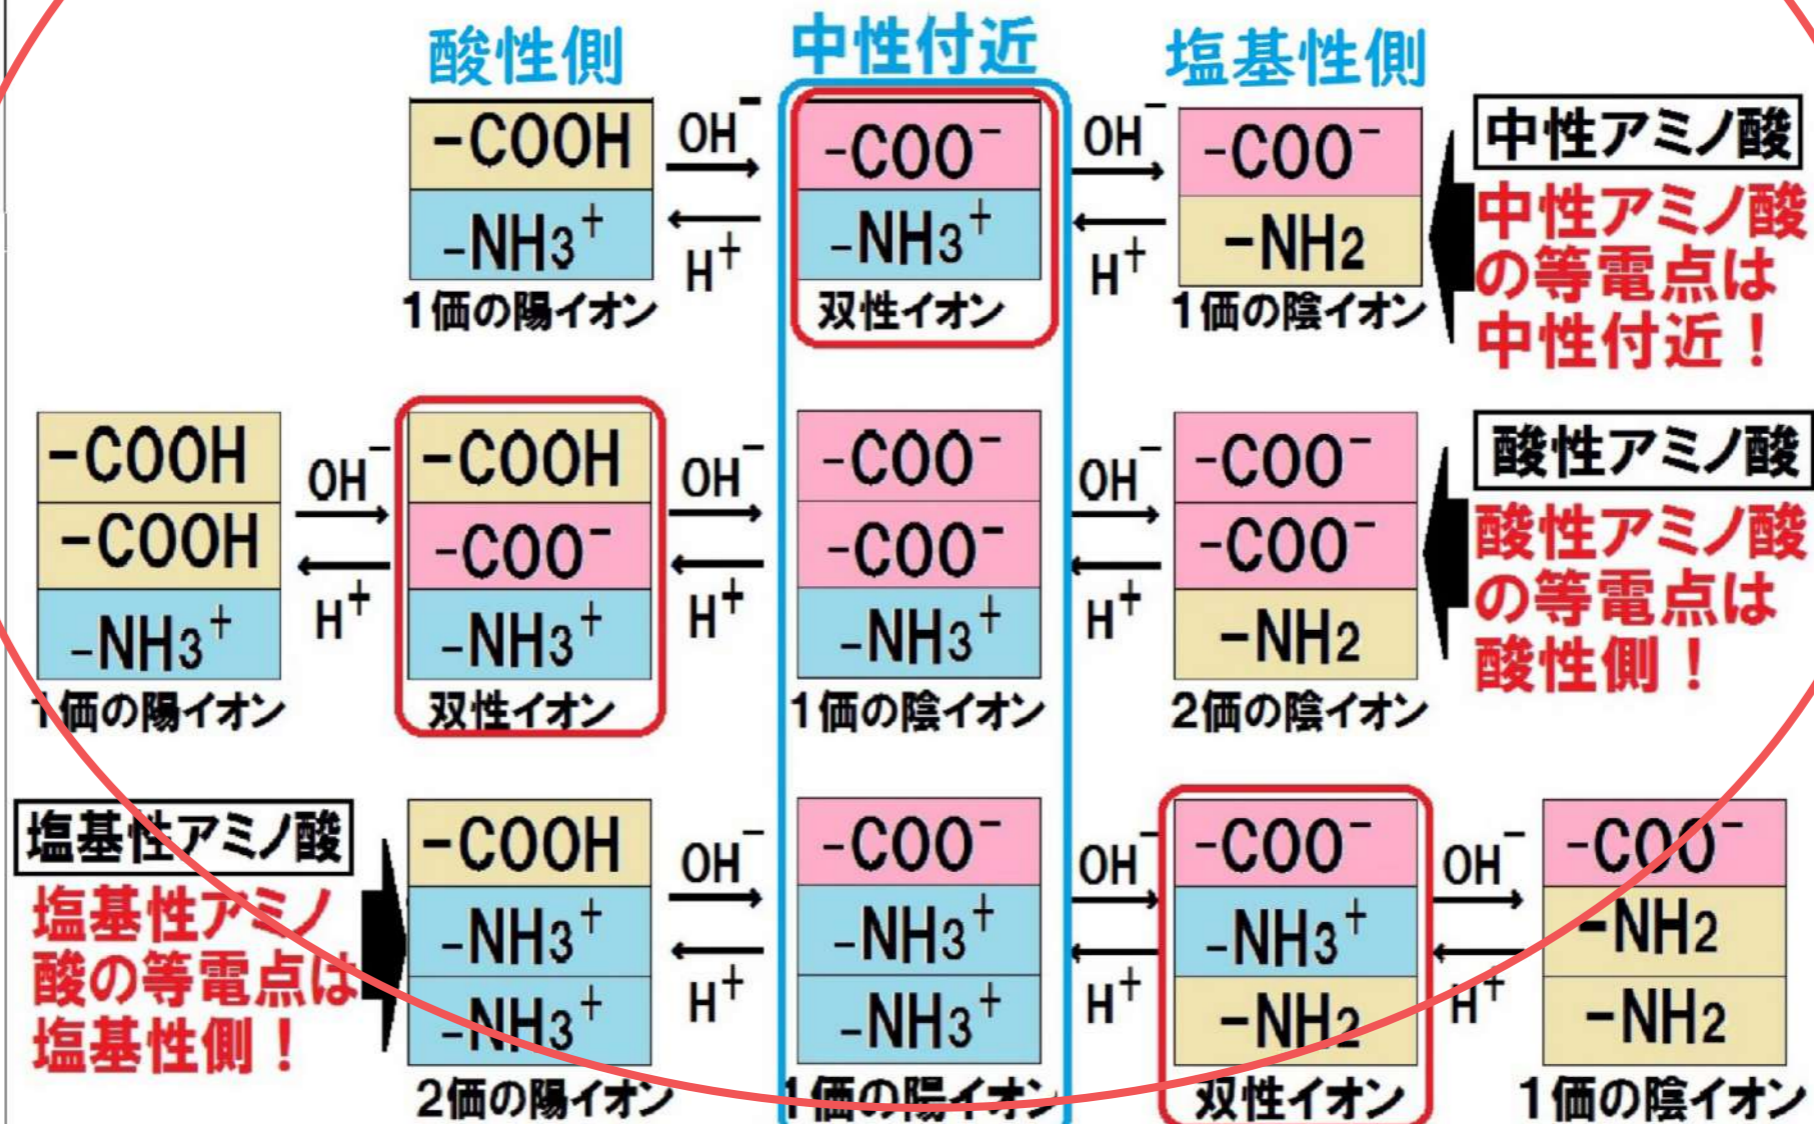 酸性側 中性付近 塩基性側
-COOH OH⁻ -COO⁻ OH⁻ -COO⁻ 中性アミノ酸
-NH3⁺ H⁺ -NH3⁺ H⁺ -NH2 中性アミノ酸
の等電点は
1価の陽イオン 双性イオン 1価の陰イオン 中性付近！
-COOH OH⁻ -COOH OH⁻ -COO⁻ OH⁻ -COO⁻ 酸性アミノ酸
-COOH -COO⁻ -COO⁻ -COO⁻ 酸性アミノ酸
の等電点は
-NH3⁺ H⁺ -NH3⁺ H⁺ -NH3⁺ H⁺ -NH2 酸性側！
1価の陽イオン 双性イオン 1価の陰イオン 2価の陰イオン
塩基性アミノ酸 -COOH OH⁻ -COO⁻ OH⁻ -COO⁻ OH⁻ -COO⁻
塩基性アミノ -NH3⁺ -NH3⁺ -NH3⁺ -NH2
酸の等電点は
塩基性側！ -NH3⁺ H⁺ -NH3⁺ H⁺ -NH2 H⁺ -NH2
2価の陽イオン 1価の陽イオン 双性イオン 1価の陰イオン